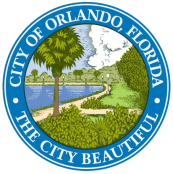 CITY OF ORLANDO, FLORIDA
• THE CITY BEAUTIFUL •